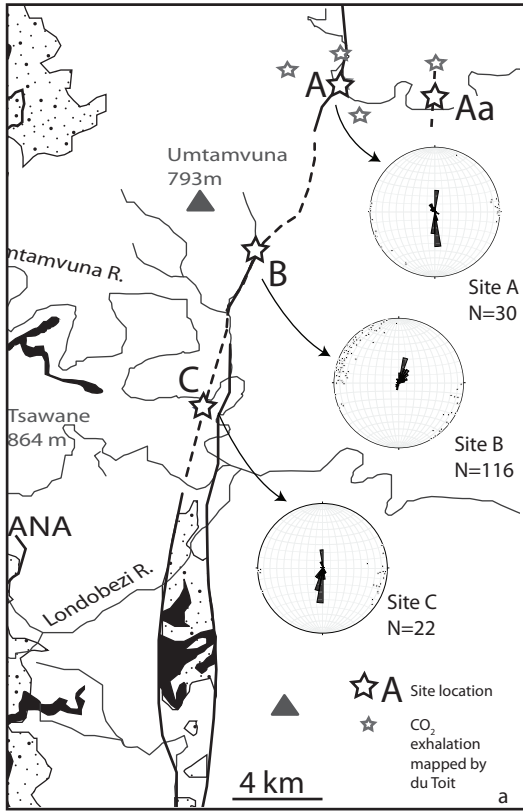 A
Aa
Umtamvuna
793m
mtamvuna R.
B
Site A
N=30
C
Tsawane
864 m
Site B
N=116
ANA
Londobezi R.
Site C
N=22
A Site location
CO2
exhalation
mapped by
du Toit
4 km
a